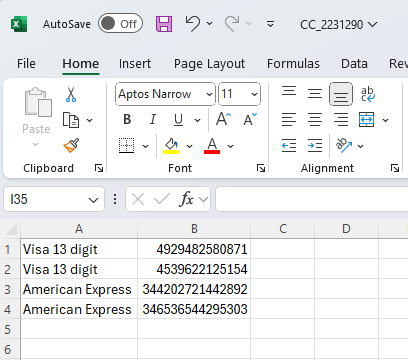 AutoSave Off CC_2231290
File Home Insert Page Layout Formulas Data Rev
Paste Aptos Narrow 11 ab
B I U A A c
Clipboard Font Alignment
I35 fx
A B C D
1 Visa 13 digit 4929482580871
2 Visa 13 digit 4539622125154
3 American Express 344202721442892
4 American Express 346536544295303
5
6